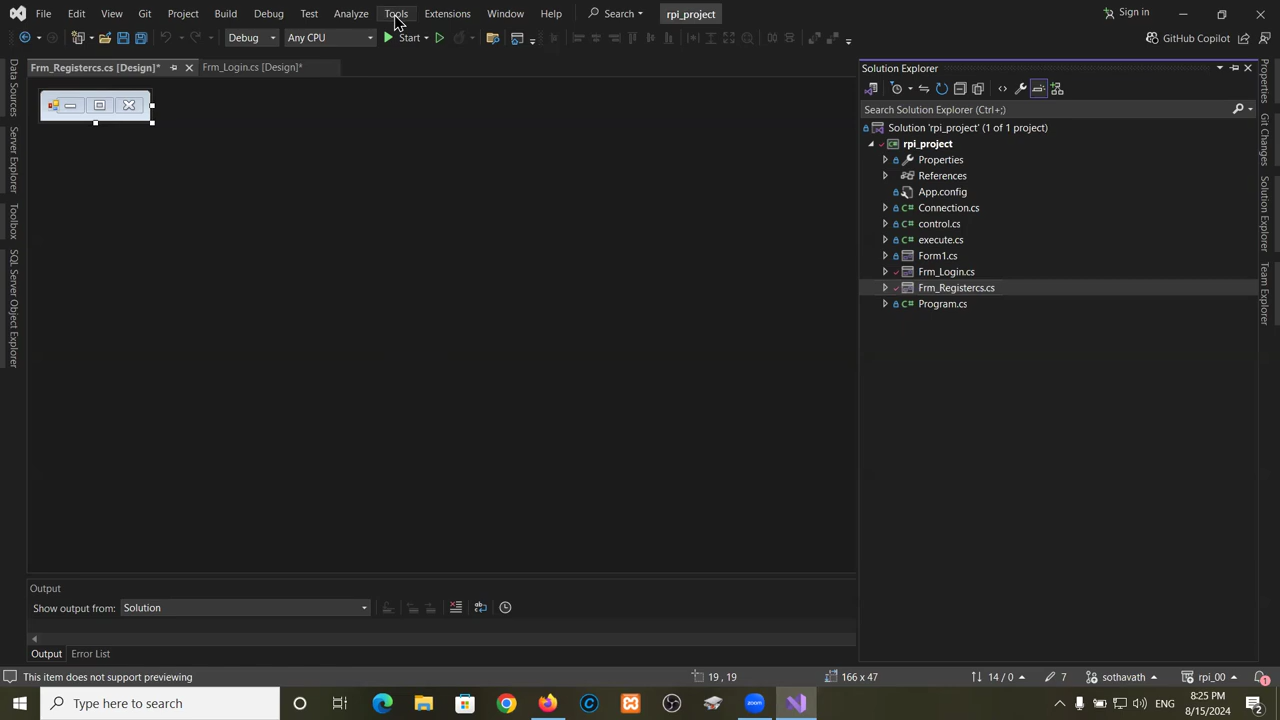 File Edit View Git Project Build Debug Test Analyze Tools Extensions Window Help Search rpi_project Sign in
Debug Any CPU Start GitHub Copilot
Frm_Registercs.cs [Design]* Frm_Login.cs [Design]*
Solution Explorer
Search Solution Explorer (Ctrl+;)
Solution 'rpi_project' (1 of 1 project)
rpi_project
Properties
References
App.config
Connection.cs
control.cs
execute.cs
Form1.cs
Frm_Login.cs
Frm_Registercs.cs
Program.cs
Data Sources
Server Explorer
Toolbox
SQL Server Object Explorer
Properties
Git Changes
Solution Explorer
Team Explorer
Output
Show output from: Solution
Output Error List
This item does not support previewing 19 , 19 166 x 47 14 / 0 7 sothavath rpi_00 1
Type here to search ENG 8:25 PM
8/15/2024 2